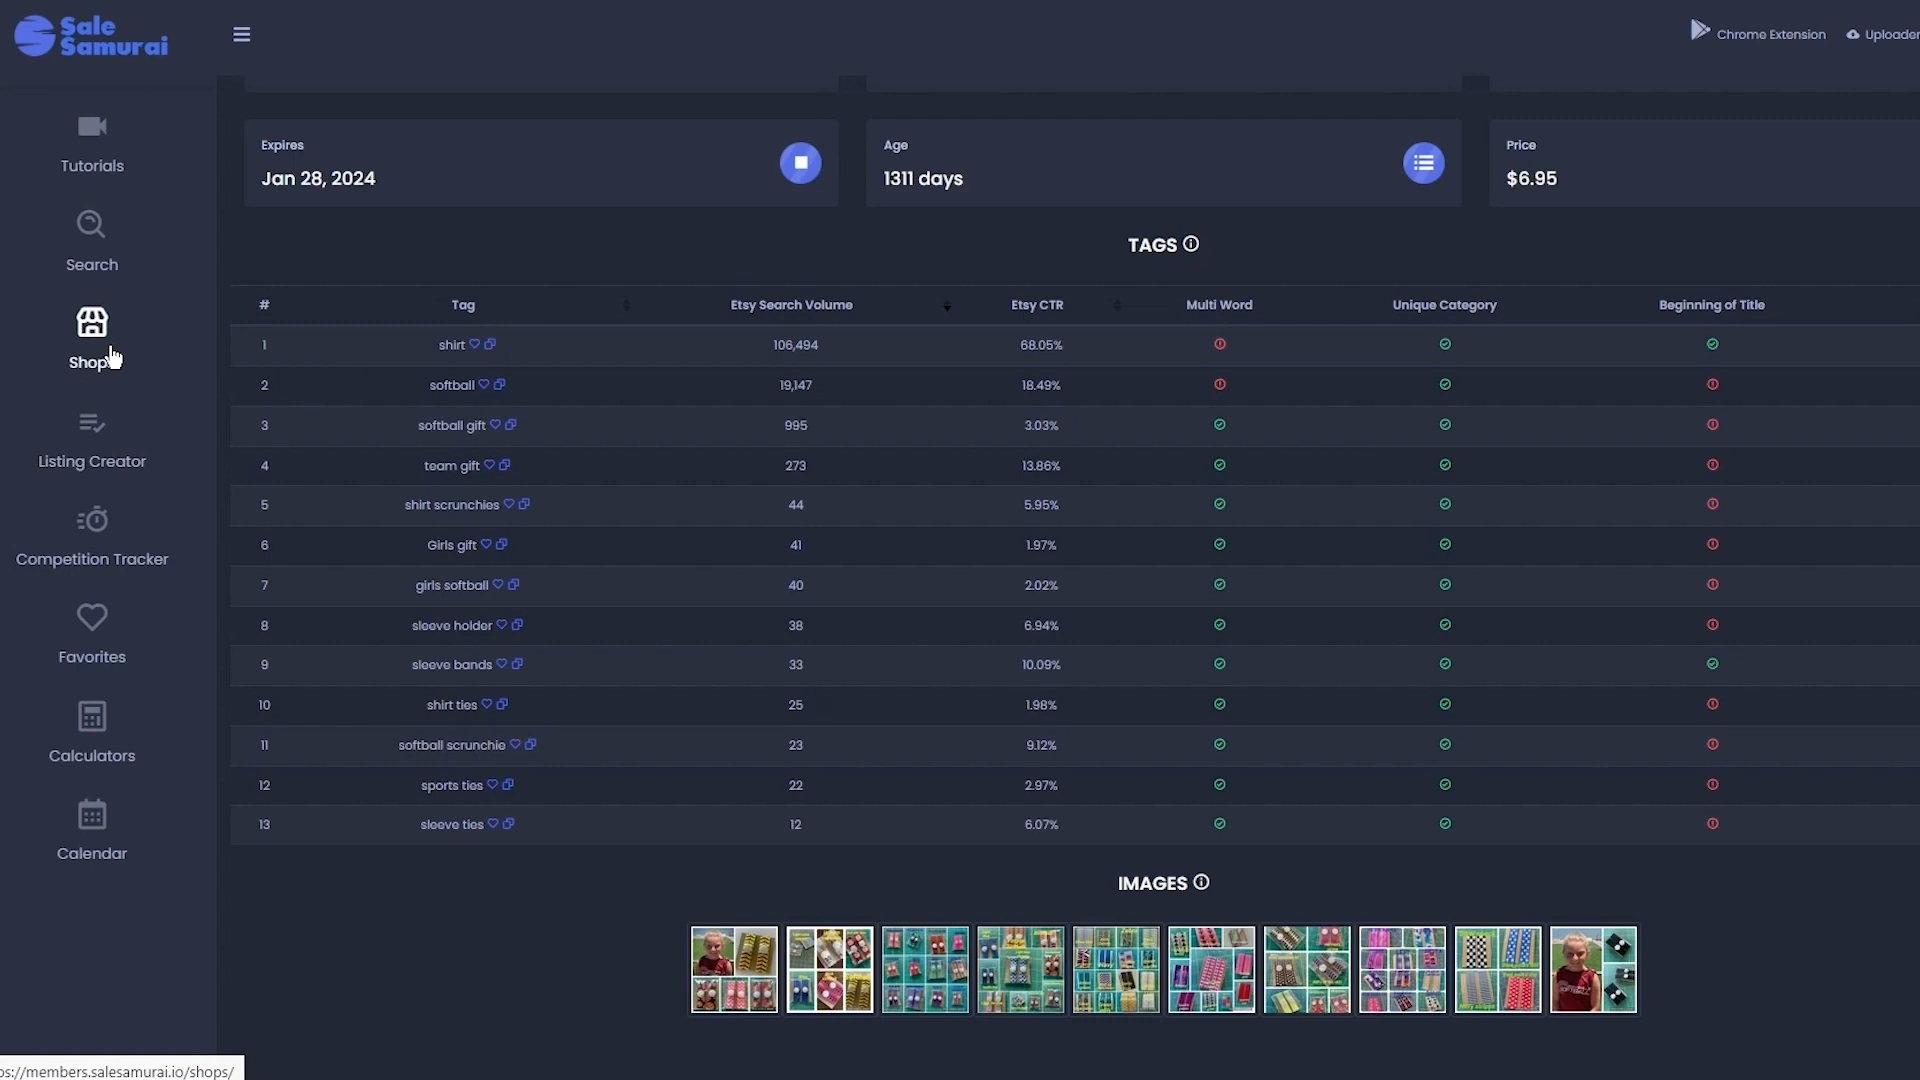 Sale
Samurai
Chrome Extension
Uploader
Tutorials
Search
Shops
Listing Creator
Competition Tracker
Favorites
Calculators
Calendar
Expires
Jan 28, 2024
Age
1311 days
Price
$6.95
TAGS
# Tag Etsy Search Volume Etsy CTR Multi Word Unique Category Beginning of Title
1 shirt 106,494 68.05%
2 softball 19,147 18.49%
3 softball gift 995 3.03%
4 team gift 273 13.86%
5 shirt scrunchies 44 5.95%
6 Girls gift 41 1.97%
7 girls softball 40 2.02%
8 sleeve holder 38 6.94%
9 sleeve bands 33 10.09%
10 shirt ties 25 1.98%
11 softball scrunchie 23 9.12%
12 sports ties 22 2.97%
13 sleeve ties 12 6.07%
IMAGES
ps://members.salesamurai.io/shops/